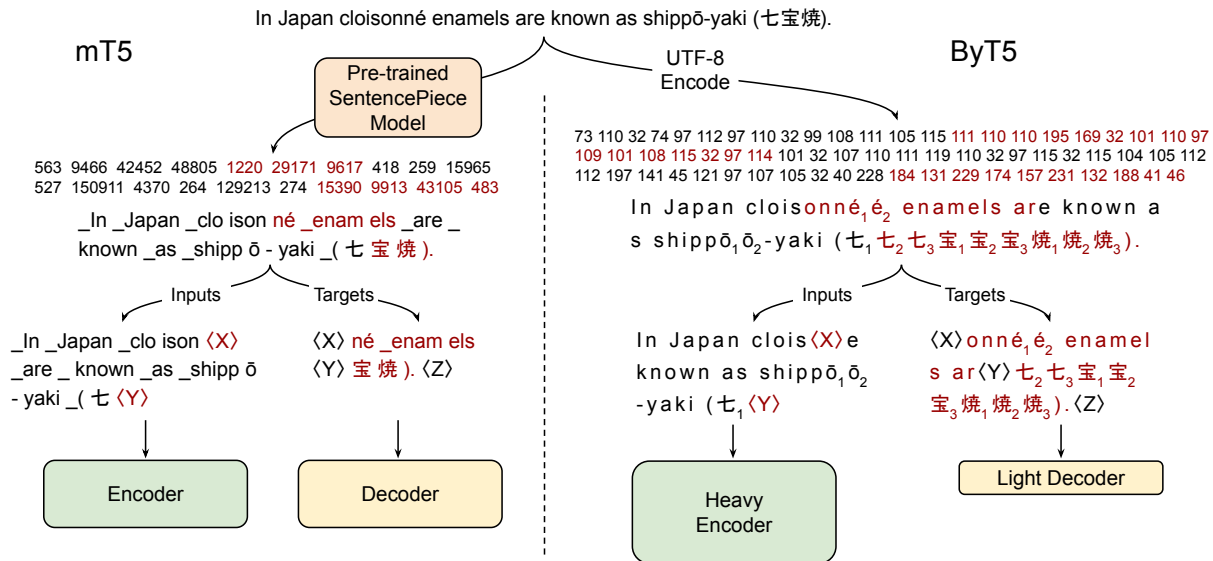 In Japan cloisonné enamels are known as shippō-yaki (七宝焼).
mT5
Pre-trained
SentencePiece
Model
563 9466 42452 48805 1220 29171 9617 418 259 15965
527 150911 4370 264 129213 274 15390 9913 43105 483
_In _Japan _clo ison né _enam els _are _
known _as _shipp ō - yaki _( 七 宝 焼 ).
Inputs
Targets
_In _Japan _clo ison 〈X〉
_are _ known _as _shipp ō
- yaki _( 七 〈Y〉
〈X〉 né _enam els
〈Y〉 宝 焼 ). 〈Z〉
Encoder
Decoder
UTF-8
Encode
ByT5
73 110 32 74 97 112 97 110 32 99 108 111 105 115 111 110 110 195 169 32 101 110 97
109 101 108 115 32 97 114 101 32 107 110 111 119 110 32 97 115 32 115 104 105 112
112 197 141 45 121 97 107 105 32 40 228 184 131 229 174 157 231 132 188 41 46
In Japan cloisonné₁é₂ enamels are known a
s shippō₁ō₂-yaki (七₁七₂七₃宝₁宝₂宝₃焼₁焼₂焼₃).
Inputs
Targets
In Japan clois〈X〉e
known as shippō₁ō₂
-yaki (七₁〈Y〉
〈X〉onné₁é₂ enamel
s ar〈Y〉七₂七₃宝₁宝₂
宝₃焼₁焼₂焼₃).〈Z〉
Heavy
Encoder
Light Decoder